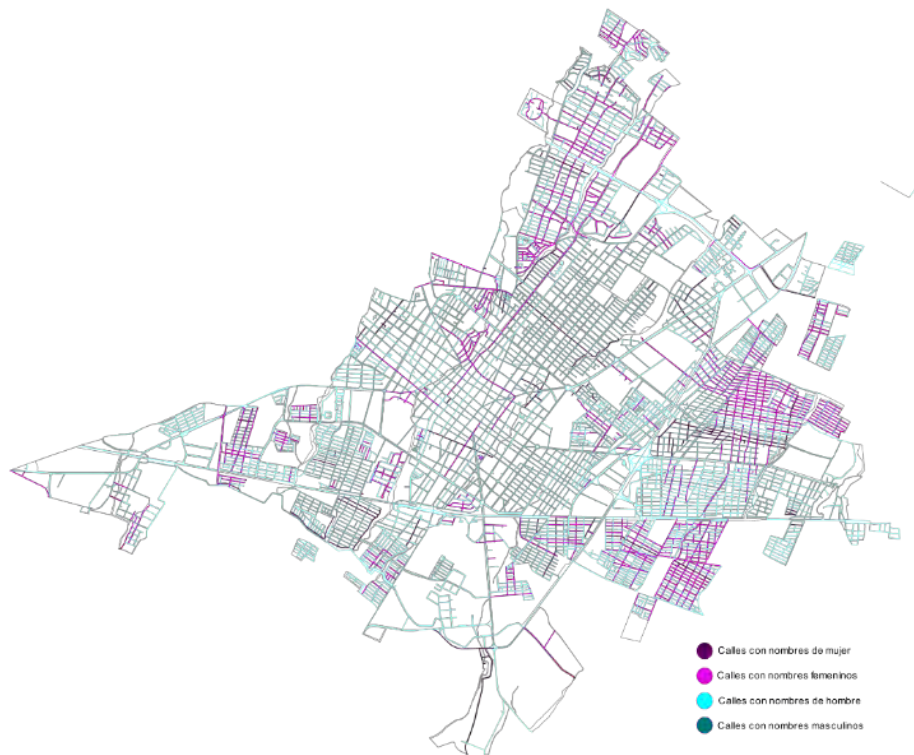 Calles con nombres de mujer
Calles con nombres femeninos
Calles con nombres de hombre
Calles con nombres masculinos